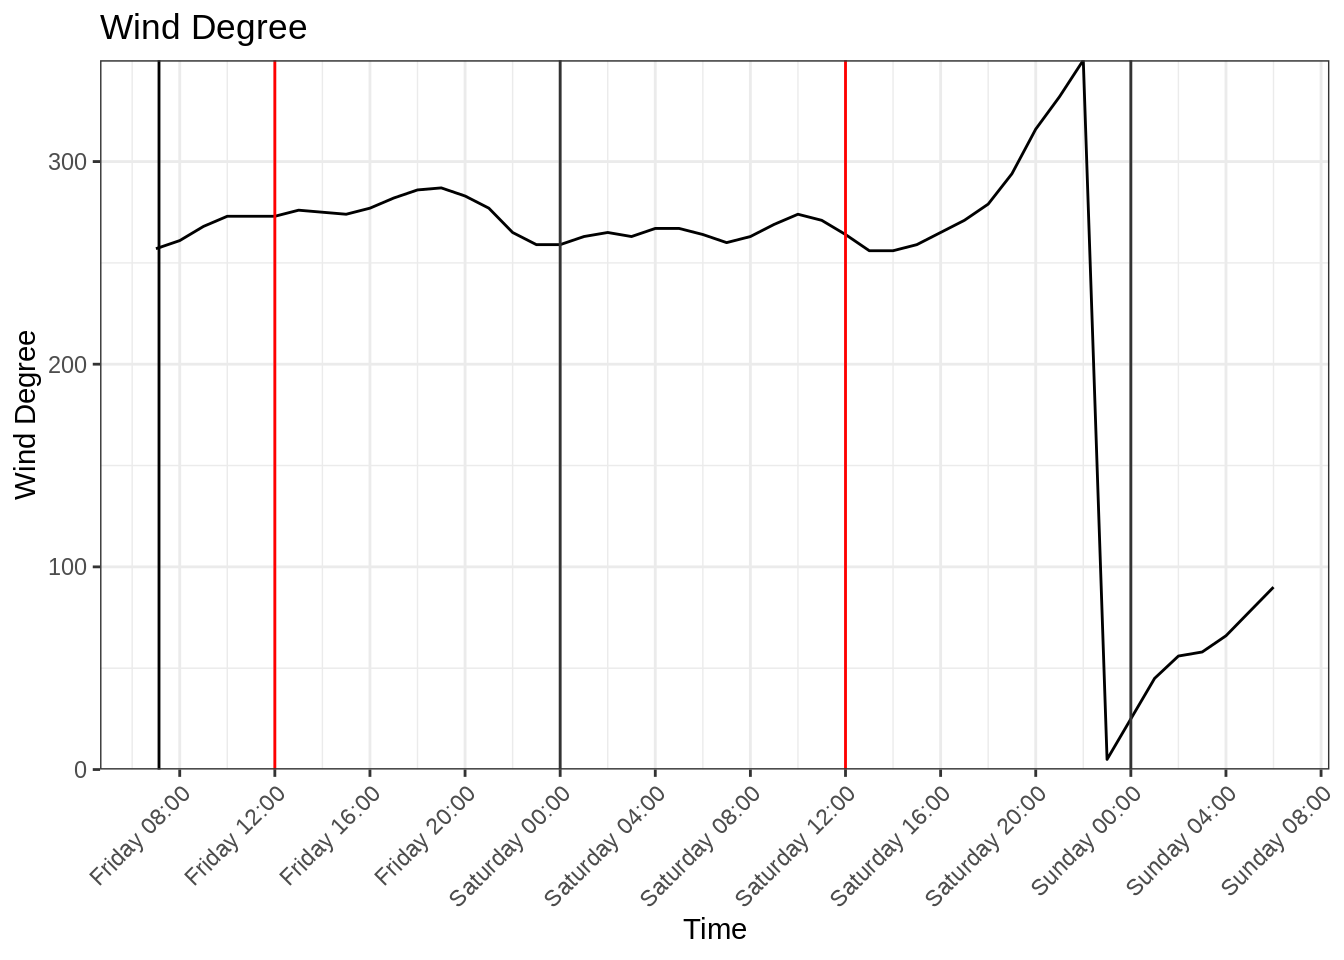 Wind Degree
Wind Degree
300
200
100
0
Friday 08:00
Friday 12:00
Friday 16:00
Friday 20:00
Saturday 00:00
Saturday 04:00
Saturday 08:00
Saturday 12:00
Saturday 16:00
Saturday 20:00
Sunday 00:00
Sunday 04:00
Sunday 08:00
Time